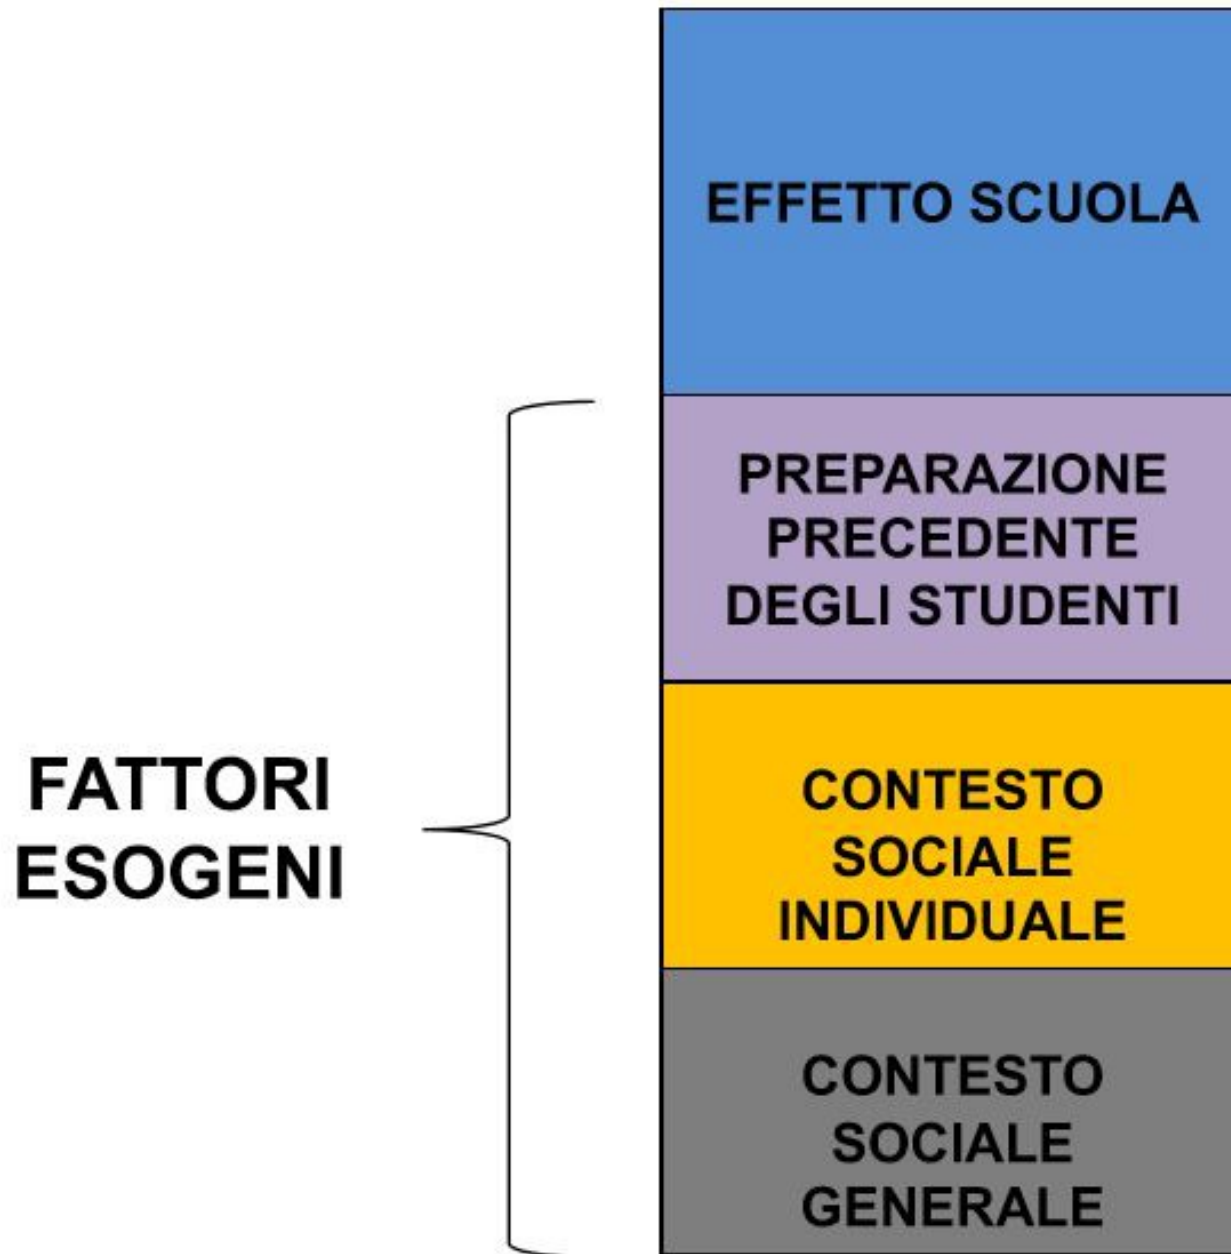 EFFETTO SCUOLA
PREPARAZIONE
PRECEDENTE
DEGLI STUDENTI
FATTORI
ESOGENI
CONTESTO
SOCIALE
INDIVIDUALE
CONTESTO
SOCIALE
GENERALE